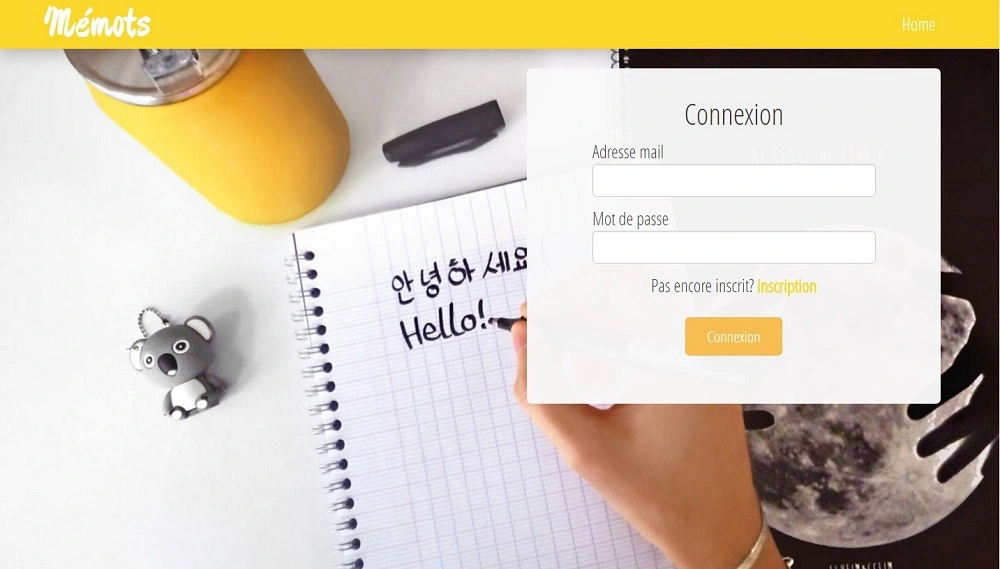 Mémots
Home
Connexion
Adresse mail
Mot de passe
Pas encore inscrit? Inscription
Connexion
안녕하 세요
Hello!